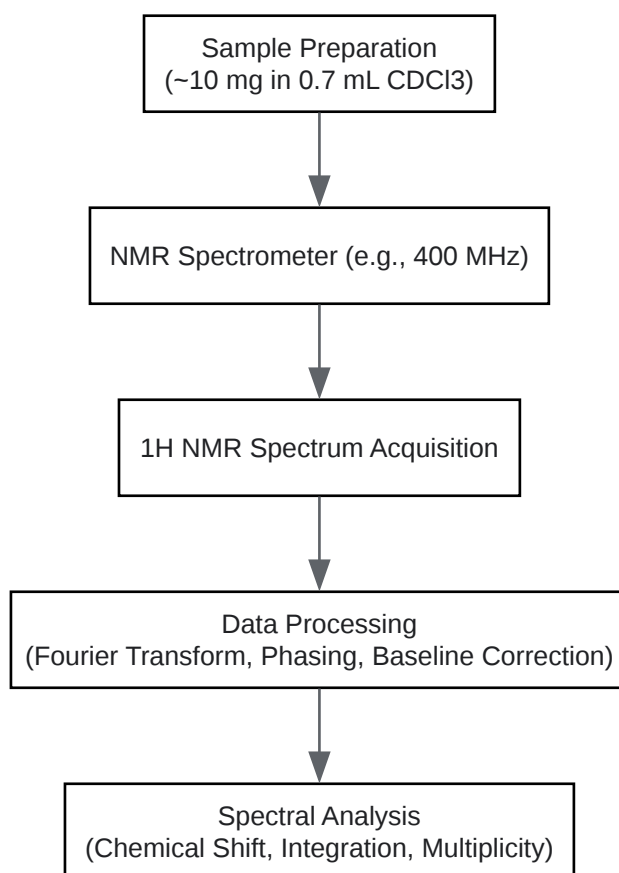 Sample Preparation
(~10 mg in 0.7 mL CDCl3)
NMR Spectrometer (e.g., 400 MHz)
1H NMR Spectrum Acquisition
Data Processing
(Fourier Transform, Phasing, Baseline Correction)
Spectral Analysis
(Chemical Shift, Integration, Multiplicity)